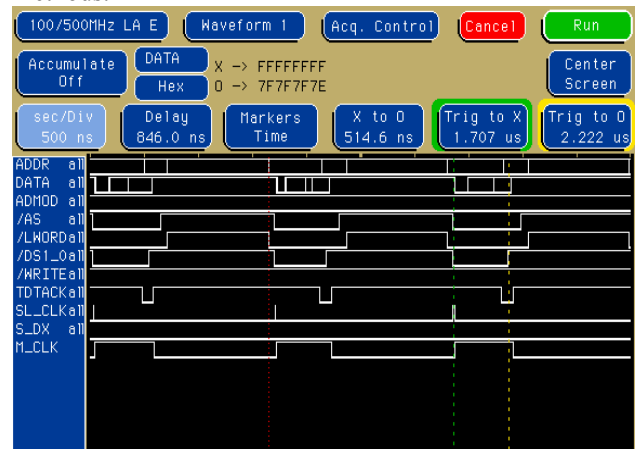 100/500MHz LA E Waveform 1 Acq. Control Cancel Run
Accumulate Off DATA X -> FFFFFFFF Center Screen
Hex O -> 7F7F7F7E
sec/Div Delay Markers X to O Trig to X Trig to O
500 ns 846.0 ns Time 514.6 ns 1.707 us 2.222 us
ADDR all
DATA all
ADMOD all
/AS all
/LWORDall
/DS1_0all
/WRITEall
TDTACKall
SL_CLKall
S_DX all
M_CLK